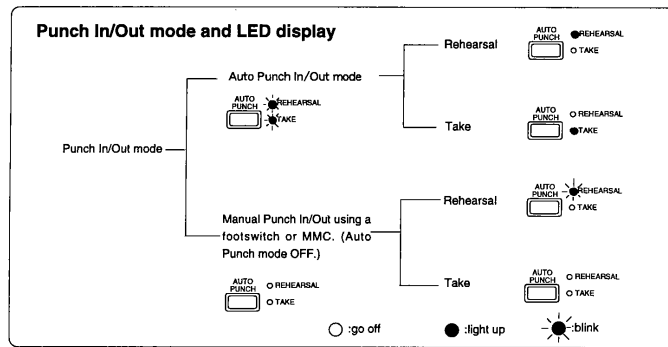 Punch In/Out mode and LED display
Rehearsal
AUTO
PUNCH
REHEARSAL
TAKE
Auto Punch In/Out mode
AUTO
PUNCH
REHEARSAL
TAKE
Take
AUTO
PUNCH
REHEARSAL
TAKE
Punch In/Out mode
Rehearsal
AUTO
PUNCH
REHEARSAL
TAKE
Manual Punch In/Out using a
footswitch or MMC. (Auto
Punch mode OFF.)
AUTO
PUNCH
REHEARSAL
TAKE
Take
AUTO
PUNCH
REHEARSAL
TAKE
:go off
:light up
:blink